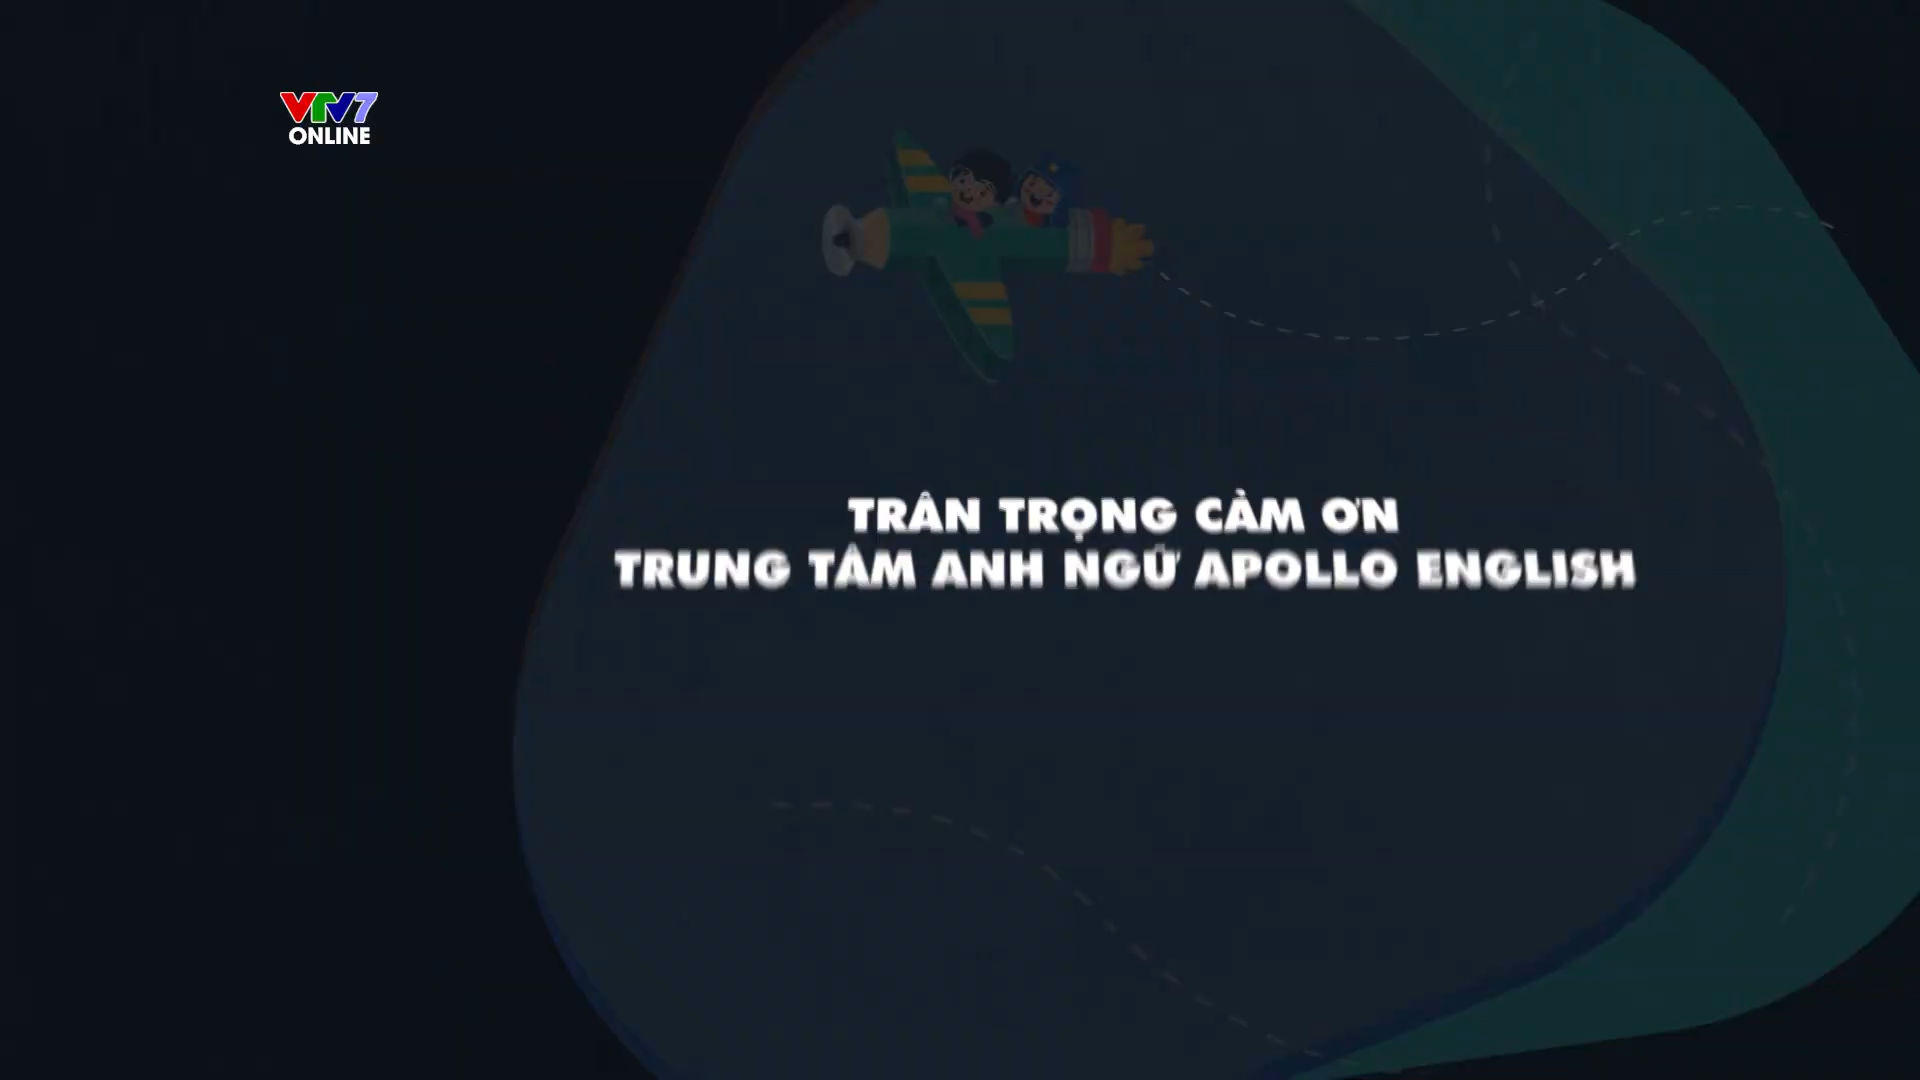 VTV7
ONLINE
TRÂN TRỌNG CẢM ƠN
TRUNG TÂM ANH NGỮ APOLLO ENGLISH